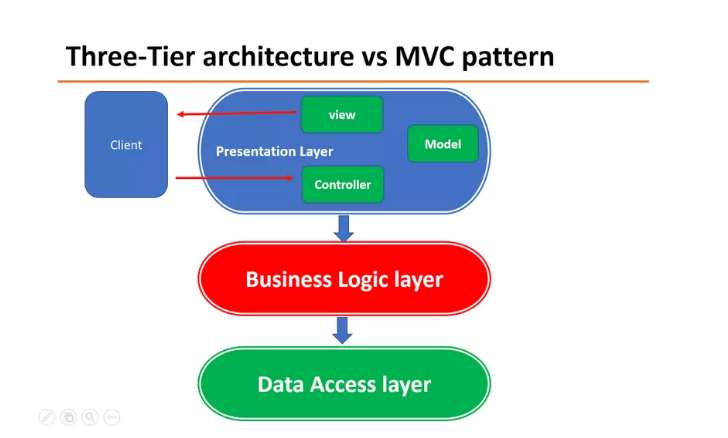 Three-Tier architecture vs MVC pattern
Client
view
Presentation Layer
Model
Controller
Business Logic layer
Data Access layer